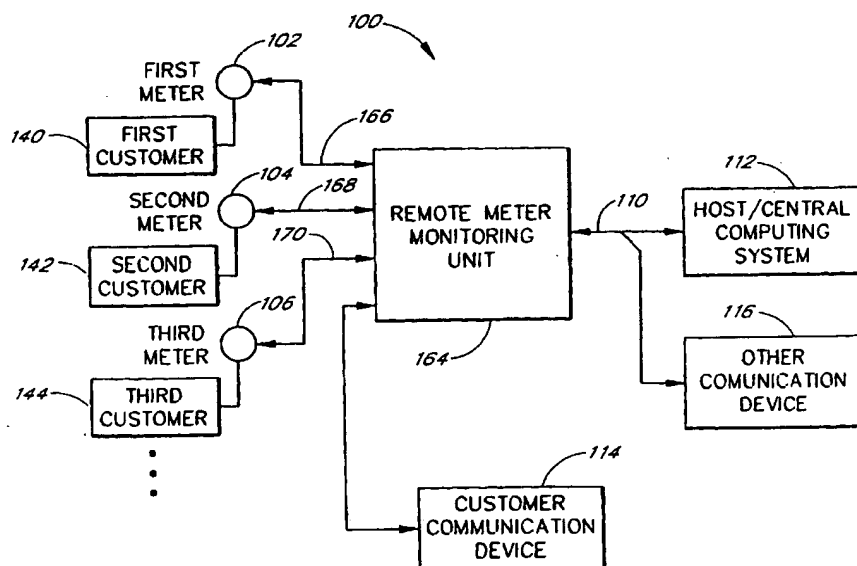 100
102
FIRST
METER
140
FIRST
CUSTOMER
166
104
SECOND
METER
168
142
SECOND
CUSTOMER
170
106
THIRD
METER
144
THIRD
CUSTOMER
REMOTE METER
MONITORING
UNIT
164
110
112
HOST/CENTRAL
COMPUTING
SYSTEM
116
OTHER
COMUNICATION
DEVICE
114
CUSTOMER
COMMUNICATION
DEVICE